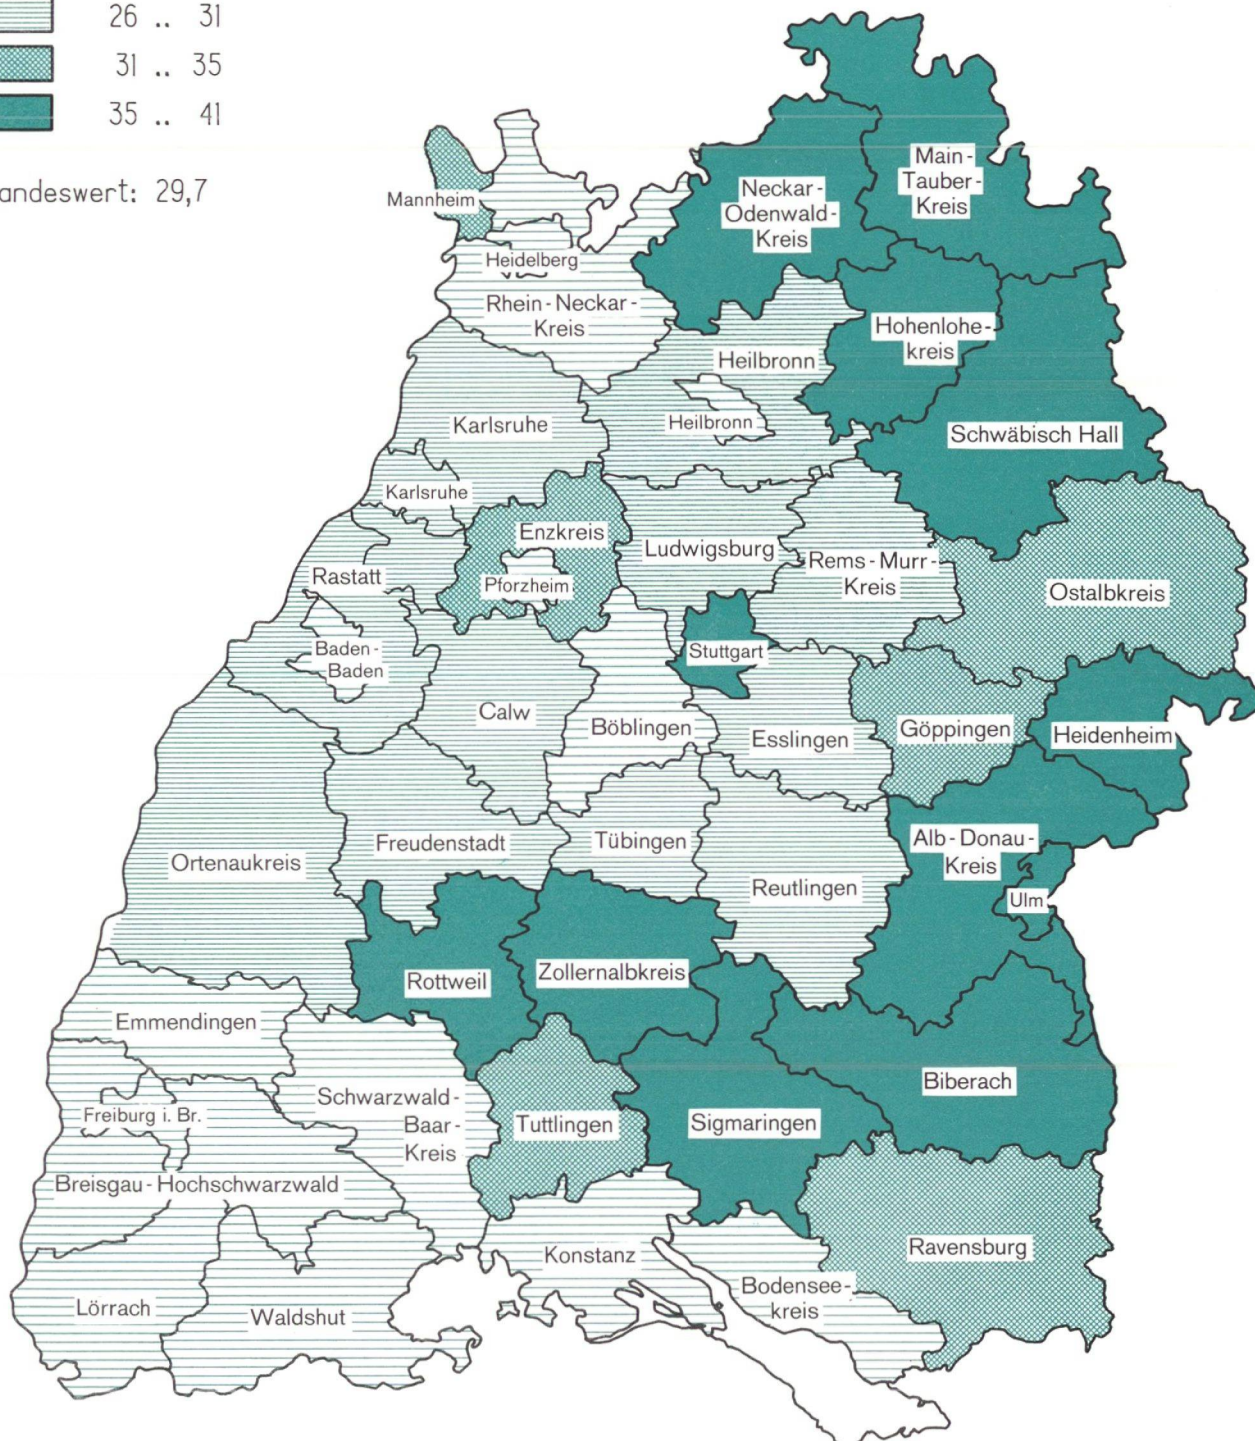 26 .. 31
31 .. 35
35 .. 41
andeswert: 29,7
Main-
Tauber-
Kreis
Neckar-
Odenwald-
Kreis
Mannheim
Heidelberg
Rhein-Neckar-
Kreis
Hohenlohe-
kreis
Heilbronn
Heilbronn
Karlsruhe
Schwäbisch Hall
Karlsruhe
Enzkreis
Ludwigsburg
Rems-Murr-
Kreis
Rastatt
Pforzheim
Ostalbkreis
Baden-
Baden
Stuttgart
Calw
Böblingen
Esslingen
Göppingen
Heidenheim
Freudenstadt
Tübingen
Alb-Donau-
Kreis
Ortenaukreis
Reutlingen
Ulm
Rottweil
Zollernalbkreis
Emmendingen
Biberach
Schwarzwald-
Baar-
Kreis
Freiburg i. Br.
Tuttlingen
Sigmaringen
Breisgau-Hochschwarzwald
Ravensburg
Konstanz
Bodensee-
kreis
Lörrach
Waldshut